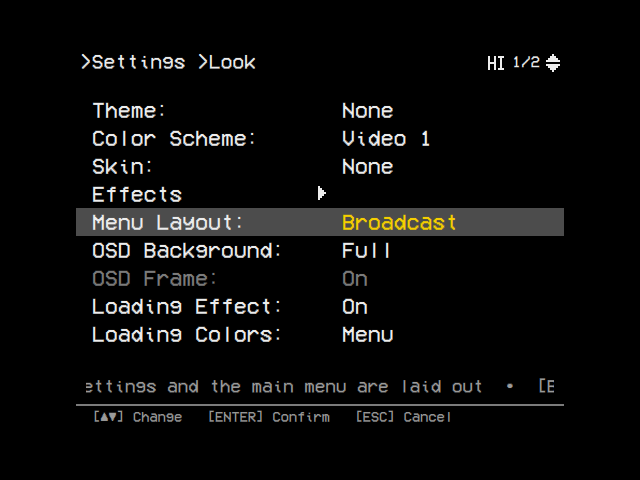 >Settings >Look HI 1/2
Theme: None
Color Scheme: Video 1
Skin: None
Effects
Menu Layout: Broadcast
OSD Background: Full
OSD Frame: On
Loading Effect: On
Loading Colors: Menu
ettings and the main menu are laid out • [E
[▲▼] Change [ENTER] Confirm [ESC] Cancel